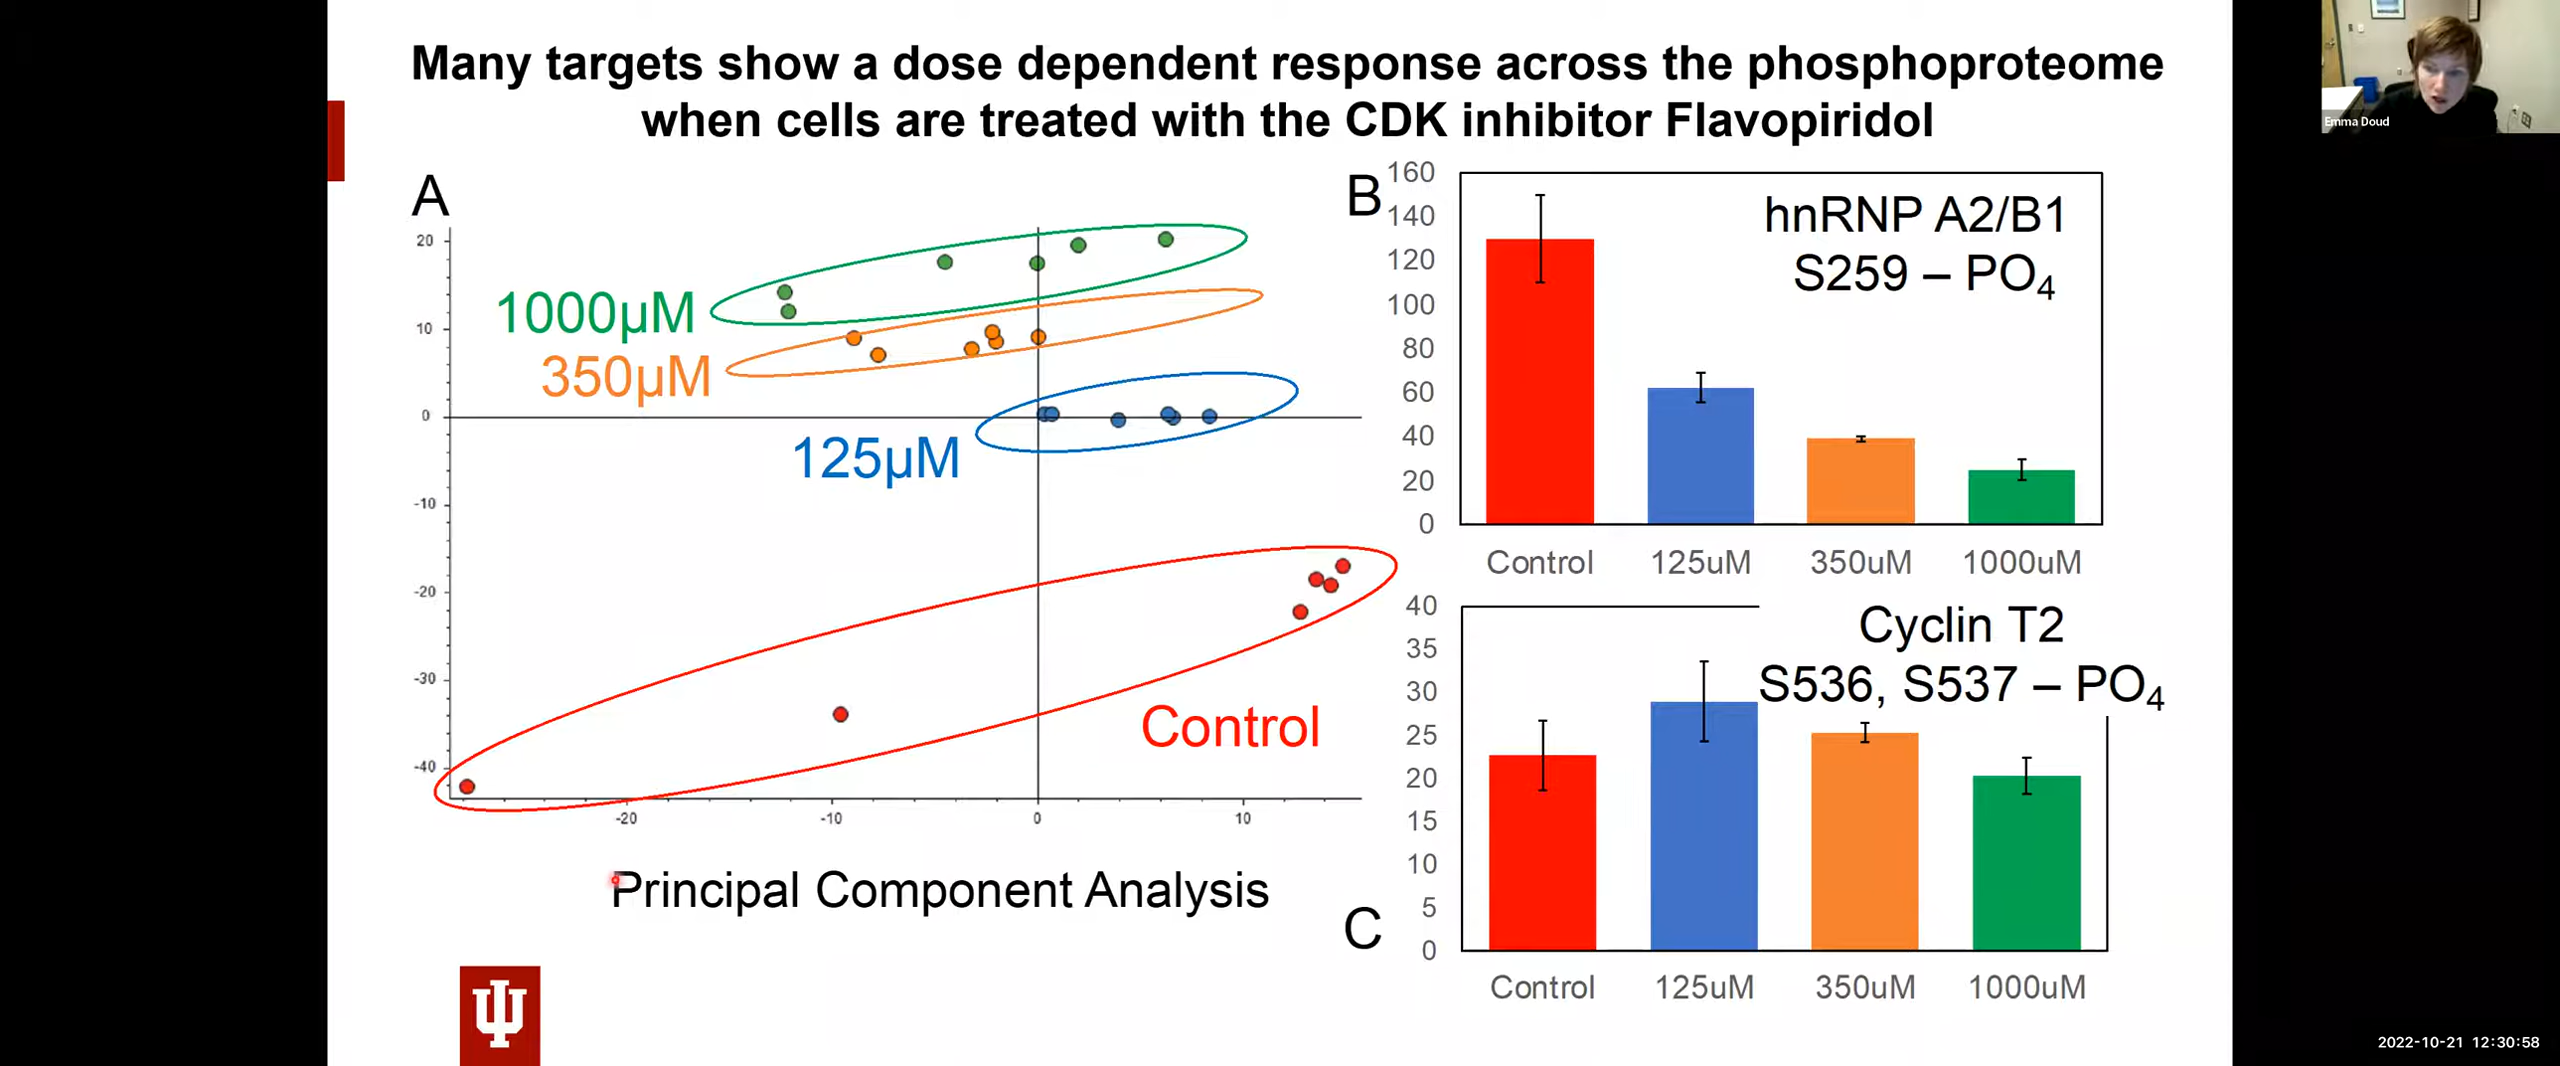 Many targets show a dose dependent response across the phosphoproteome
when cells are treated with the CDK inhibitor Flavopiridol
Emma Doud
A
20
10
0
-10
-20
-30
-40
-20
-10
0
10
1000µM
350µM
125µM
Control
Principal Component Analysis
B
160
140
120
100
80
60
40
20
0
hnRNP A2/B1
S259 – PO4
Control
125uM
350uM
1000uM
C
40
35
30
25
20
15
10
5
0
Cyclin T2
S536, S537 – PO4
Control
125uM
350uM
1000uM
2022-10-21 12:30:58